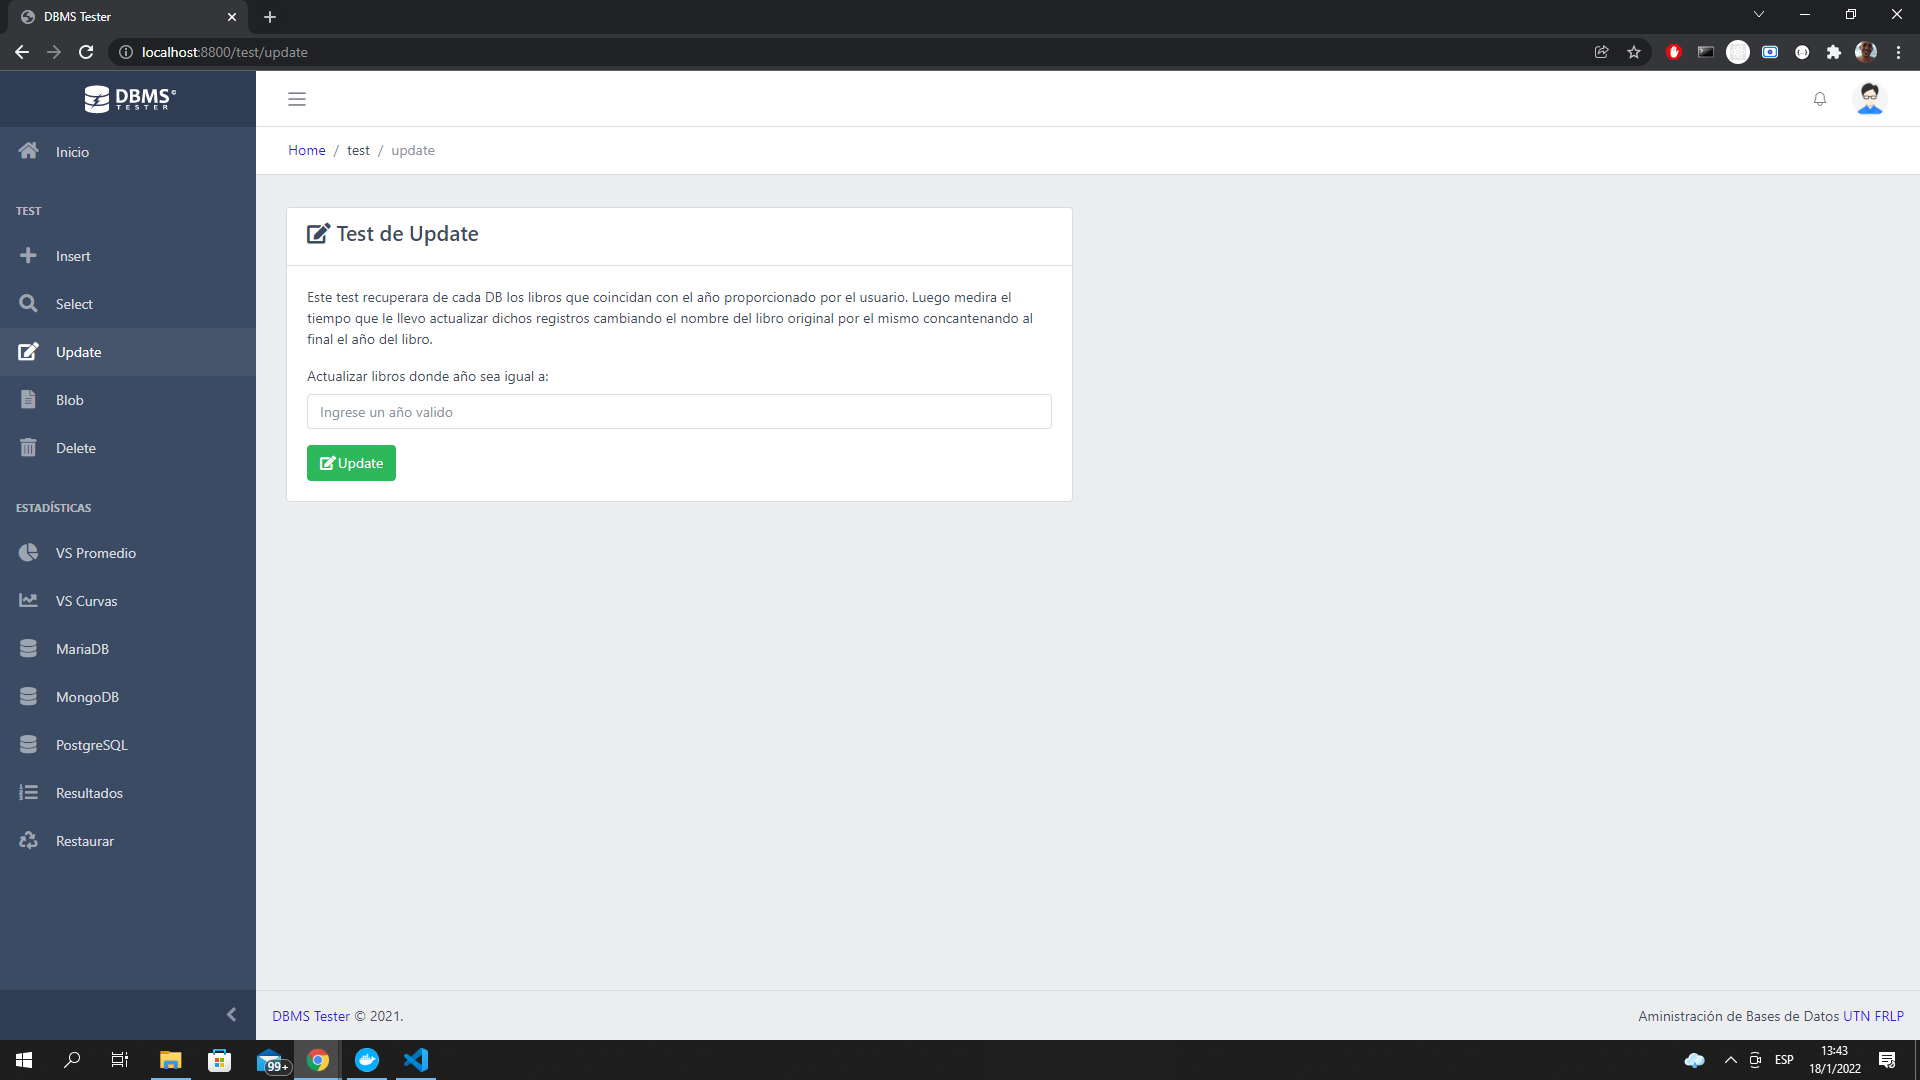 DBMS Tester
localhost:8800/test/update
DBMS
TESTER
Home / test / update
Inicio
TEST
Insert
Select
Update
Blob
Delete
ESTADÍSTICAS
VS Promedio
VS Curvas
MariaDB
MongoDB
PostgreSQL
Resultados
Restaurar
Test de Update
Este test recuperara de cada DB los libros que coincidan con el año proporcionado por el usuario. Luego medira el
tiempo que le llevo actualizar dichos registros cambiando el nombre del libro original por el mismo concantenando al
final el año del libro.
Actualizar libros donde año sea igual a:
Ingrese un año valido
Update
DBMS Tester © 2021.
Aministración de Bases de Datos UTN FRLP
99+
ESP
13:43
18/1/2022